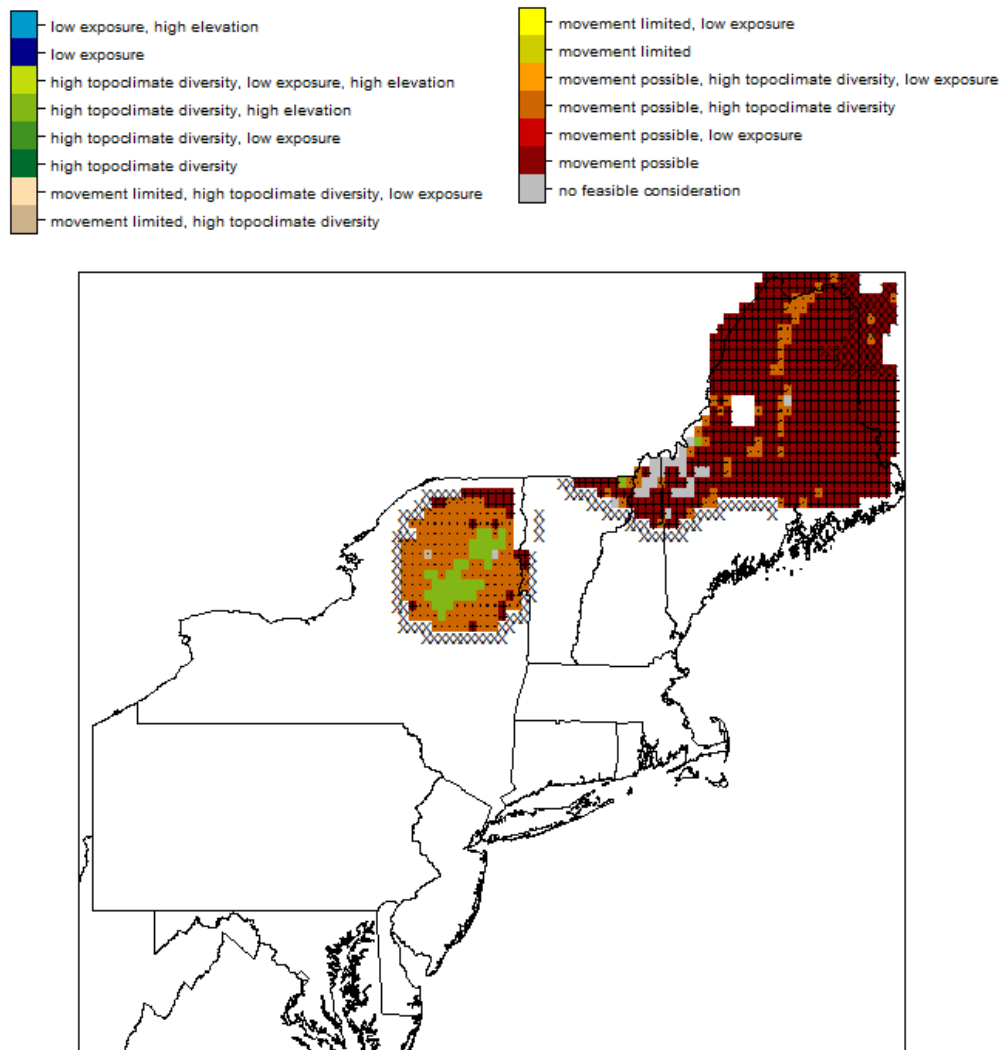 low exposure, high elevation
low exposure
high topoclimate diversity, low exposure, high elevation
high topoclimate diversity, high elevation
high topoclimate diversity, low exposure
high topoclimate diversity
movement limited, high topoclimate diversity, low exposure
movement limited, high topoclimate diversity
movement limited, low exposure
movement limited
movement possible, high topoclimate diversity, low exposure
movement possible, high topoclimate diversity
movement possible, low exposure
movement possible
no feasible consideration